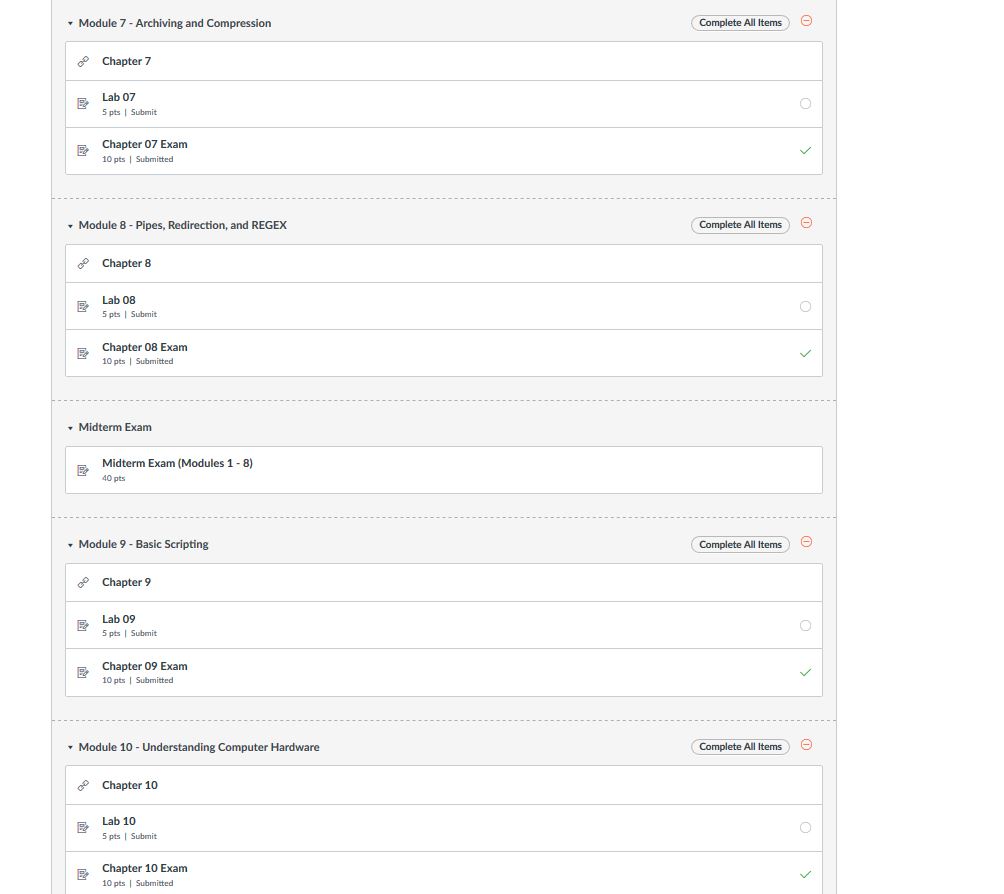 Module 7 - Archiving and Compression
Complete All Items
Chapter 7
Lab 07
5 pts | Submit
Chapter 07 Exam
10 pts | Submitted
Module 8 - Pipes, Redirection, and REGEX
Complete All Items
Chapter 8
Lab 08
5 pts | Submit
Chapter 08 Exam
10 pts | Submitted
Midterm Exam
Midterm Exam (Modules 1 - 8)
40 pts
Module 9 - Basic Scripting
Complete All Items
Chapter 9
Lab 09
5 pts | Submit
Chapter 09 Exam
10 pts | Submitted
Module 10 - Understanding Computer Hardware
Complete All Items
Chapter 10
Lab 10
5 pts | Submit
Chapter 10 Exam
10 pts | Submitted